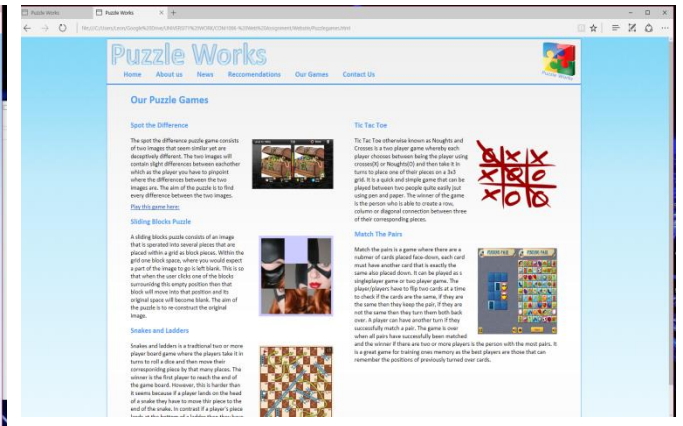 Puzzle Works
Puzzle Works
Puzzle Works
Home About us News Reccomendations Our Games Contact Us
Puzzle Works
Our Puzzle Games
Spot the Difference
The spot the difference puzzle game consists
of two images that seem similar yet are
deceptively different. The two images will
contain slight differences between eachother
which as the player you have to pinpoint
where the differences between the two
images are. The aim of the puzzle is to find
every difference between the two images.
Play this game here:
Sliding Blocks Puzzle
A sliding blocks puzzle consists of an image
that is sperated into several pieces that are
placed within a grid as block pieces. Within the
grid one block space, where you would expect
a part of the image to go is left blank. This is so
that when the user clicks one of the blocks
surrounding this empty position then that
block will move into that position and its
original space will become blank. The aim of
the puzzle is to re-construct the original
image.
Snakes and Ladders
Snakes and ladders is a traditional two or more
player board game where the players take it in
turns to roll a dice and then move their
corresponding piece by that many places. The
winner is the first player to reach the end of
the game board. However, this is harder then
it seems because if a player lands on the head
of a snake they have to move thir piece to the
end of the snake. In contrast if a player's piece
lands at the bottom of a ladder then they have
Tic Tac Toe
Tic Tac Toe otherwise known as Noughts and
Crosses is a two player game whereby each
player chooses between being the player using
crosses(X) or Noughts(O) and then take it in
turns to place one of their pieces on a 3x3
grid. It is a quick and simple game that can be
played between two people quite easily just
using pen and paper. The winner of the game
is the person who is able to create a row,
column or diagonal connection between three
of their corresponding pieces.
Match The Pairs
Match the pairs is a game where there are a
nubmer of cards placed face-down, each card
must have another card that is exactly the
same also placed down. It can be played as s
singleplayer game or two player game. The
player/players have to flip two cards at a time
to check if the cards are the same, if they are
the same then they keep the pair, if they are
not the same then they turn them both back
over. A player can have another turn if they
successfully match a pair. The game is over
when all pairs have successfully been matched
and the winner if there are two or more players is the person with the most pairs. It
is a great game for training ones memory as the best players are those that can
remember the positions of previously turned over cards.